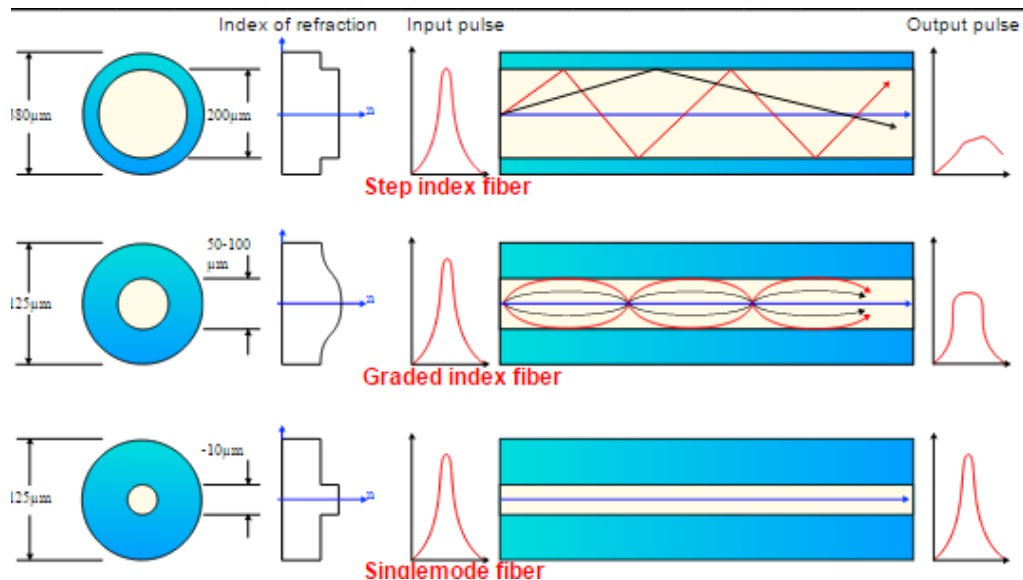 Index of refraction Input pulse Output pulse
380µm
200µm
n
Step index fiber
50-100
µm
125µm
n
Graded index fiber
-10µm
125µm
n
Singlemode fiber